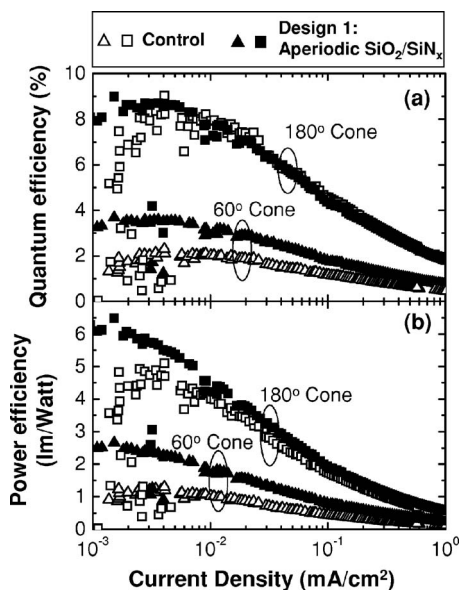 Control
Design 1:
Aperiodic SiO2/SiNx
10
8
6
4
2
0
Quantum efficiency (%)
(a)
180° Cone
60° Cone
7
6
5
4
3
2
1
0
Power efficiency
(lm/Watt)
(b)
180° Cone
60° Cone
10⁻³ 10⁻² 10⁻¹ 10⁰
Current Density (mA/cm²)